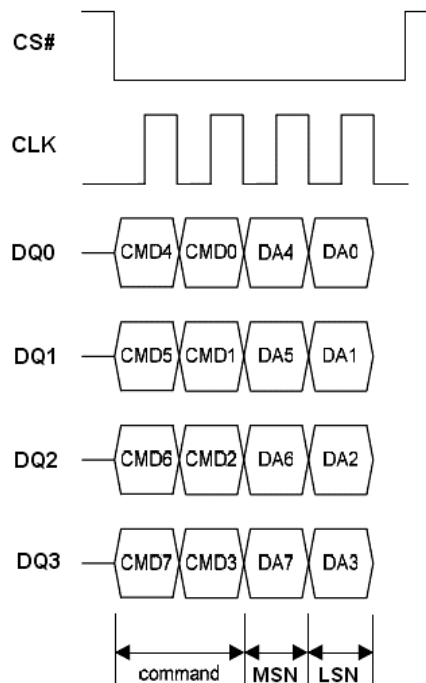 CS#
CLK
DQ0 CMD4 CMD0 DA4 DA0
DQ1 CMD5 CMD1 DA5 DA1
DQ2 CMD6 CMD2 DA6 DA2
DQ3 CMD7 CMD3 DA7 DA3
command MSN LSN